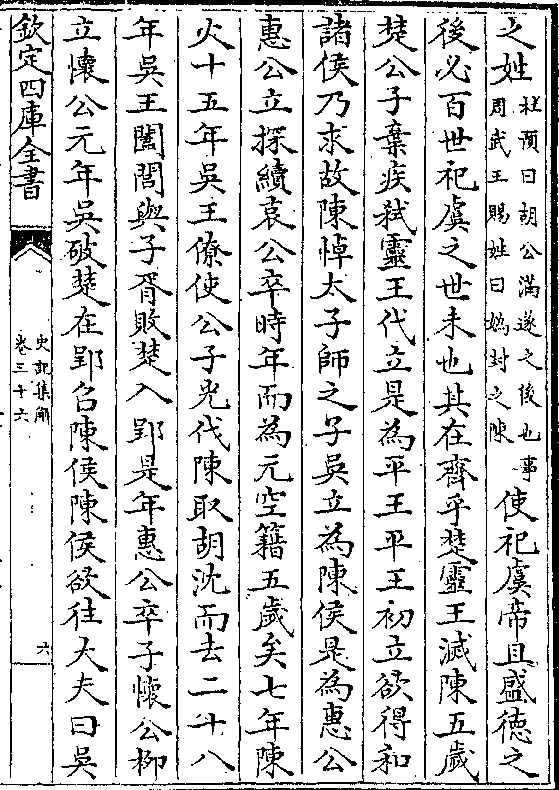 之姓杜預曰胡公滿遂之後也事周武王賜姓曰媯封之陳使祀虞帝且盛徳之
後必百世祀虞之世未也其在齊乎楚靈王滅陳五歲
楚公子棄疾弑靈王代立是為平王平王初立欲得和
諸侯乃求故陳悼太子師之子吳立為陳侯是為惠公
惠公立探續哀公卒時年而為元空籍五歲矣七年陳
火十五年吳王僚使公子光伐陳取胡沈而去二十八
年吳王闔閭與子胥敗楚入郢是年惠公卒子懷公柳
立懷公元年吳破楚在郢召陳侯陳侯欲往大夫曰吳
欽定四庫全書
史記集解
卷三十六
六